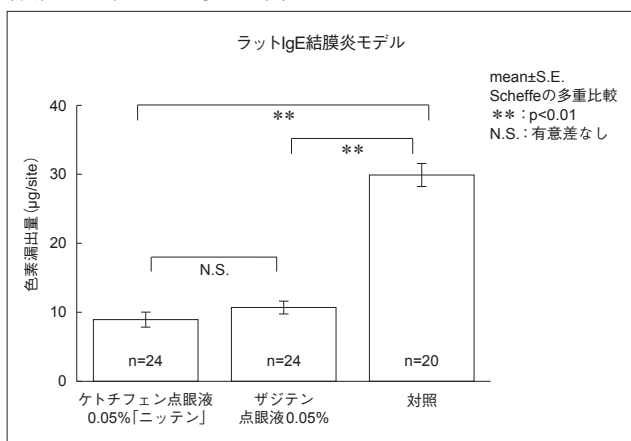 ラットIgE結膜炎モデル
mean±S.E.
Scheffeの多重比較
＊＊：p<0.01
N.S.：有意差なし
＊＊
＊＊
N.S.
色素漏出量(μg/site)
40
30
20
10
0
n=24
n=24
n=20
ケトチフェン点眼液
0.05%「ニッテン」
ザジテン
点眼液0.05%
対照